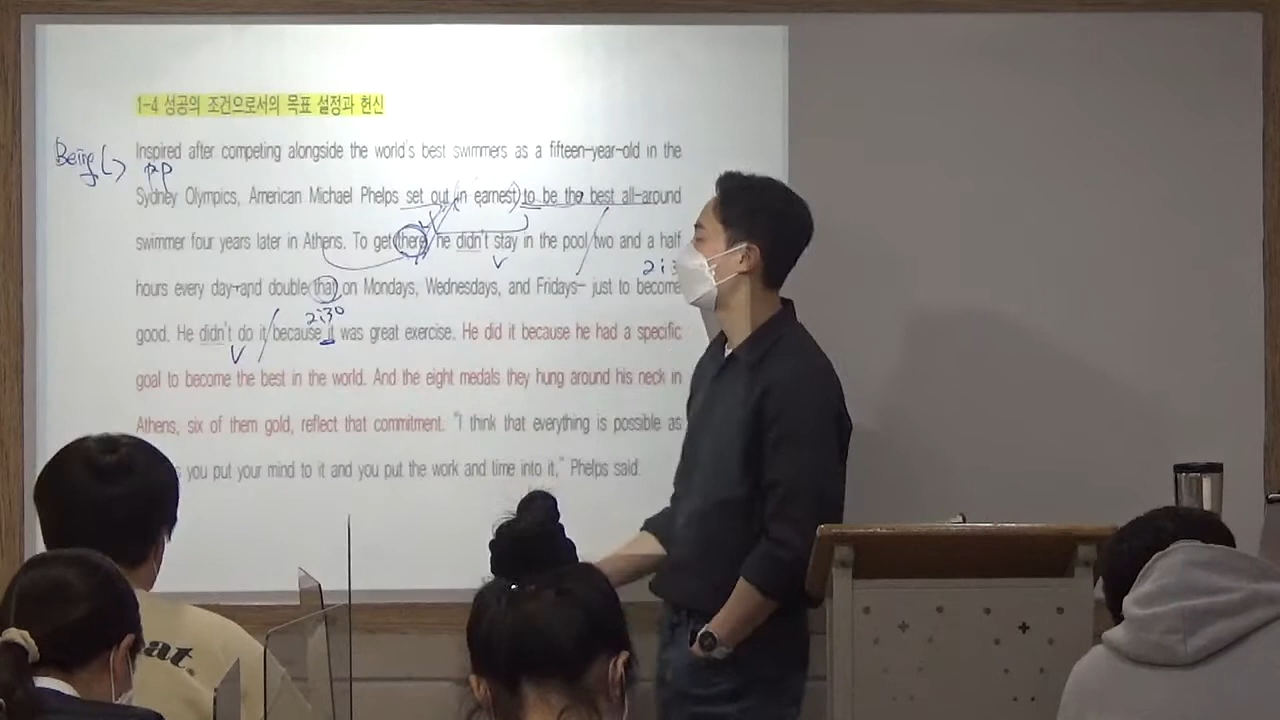 1-4 성공의 조건으로서의 목표 설정과 헌신
Being
Inspired after competing alongside the world's best swimmers as a fifteen-year-old in the
pp
Sydney Olympics, American Michael Phelps set out in earnest to be the best all-around
swimmer four years later in Athens. To get there, he didn't stay in the pool two and a half
hours every day-and double that on Mondays, Wednesdays, and Fridays- just to become
good. He didn't do it because it was great exercise. He did it because he had a specific
goal to become the best in the world. And the eight medals they hung around his neck in
Athens, six of them gold, reflect that commitment. "I think that everything is possible as
you put your mind to it and you put the work and time into it," Phelps said.
at.